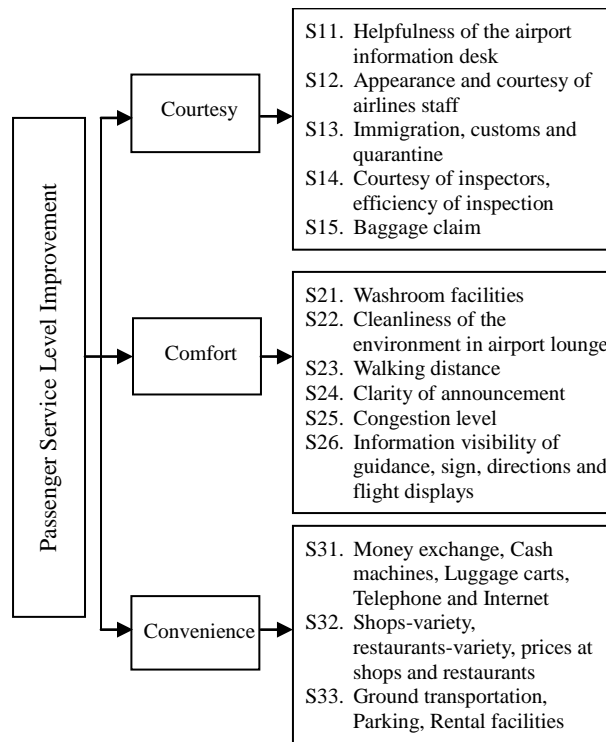 Passenger Service Level Improvement
Courtesy
S11. Helpfulness of the airport
information desk
S12. Appearance and courtesy of
airlines staff
S13. Immigration, customs and
quarantine
S14. Courtesy of inspectors,
efficiency of inspection
S15. Baggage claim
Comfort
S21. Washroom facilities
S22. Cleanliness of the
environment in airport lounge
S23. Walking distance
S24. Clarity of announcement
S25. Congestion level
S26. Information visibility of
guidance, sign, directions and
flight displays
Convenience
S31. Money exchange, Cash
machines, Luggage carts,
Telephone and Internet
S32. Shops-variety,
restaurants-variety, prices at
shops and restaurants
S33. Ground transportation,
Parking, Rental facilities